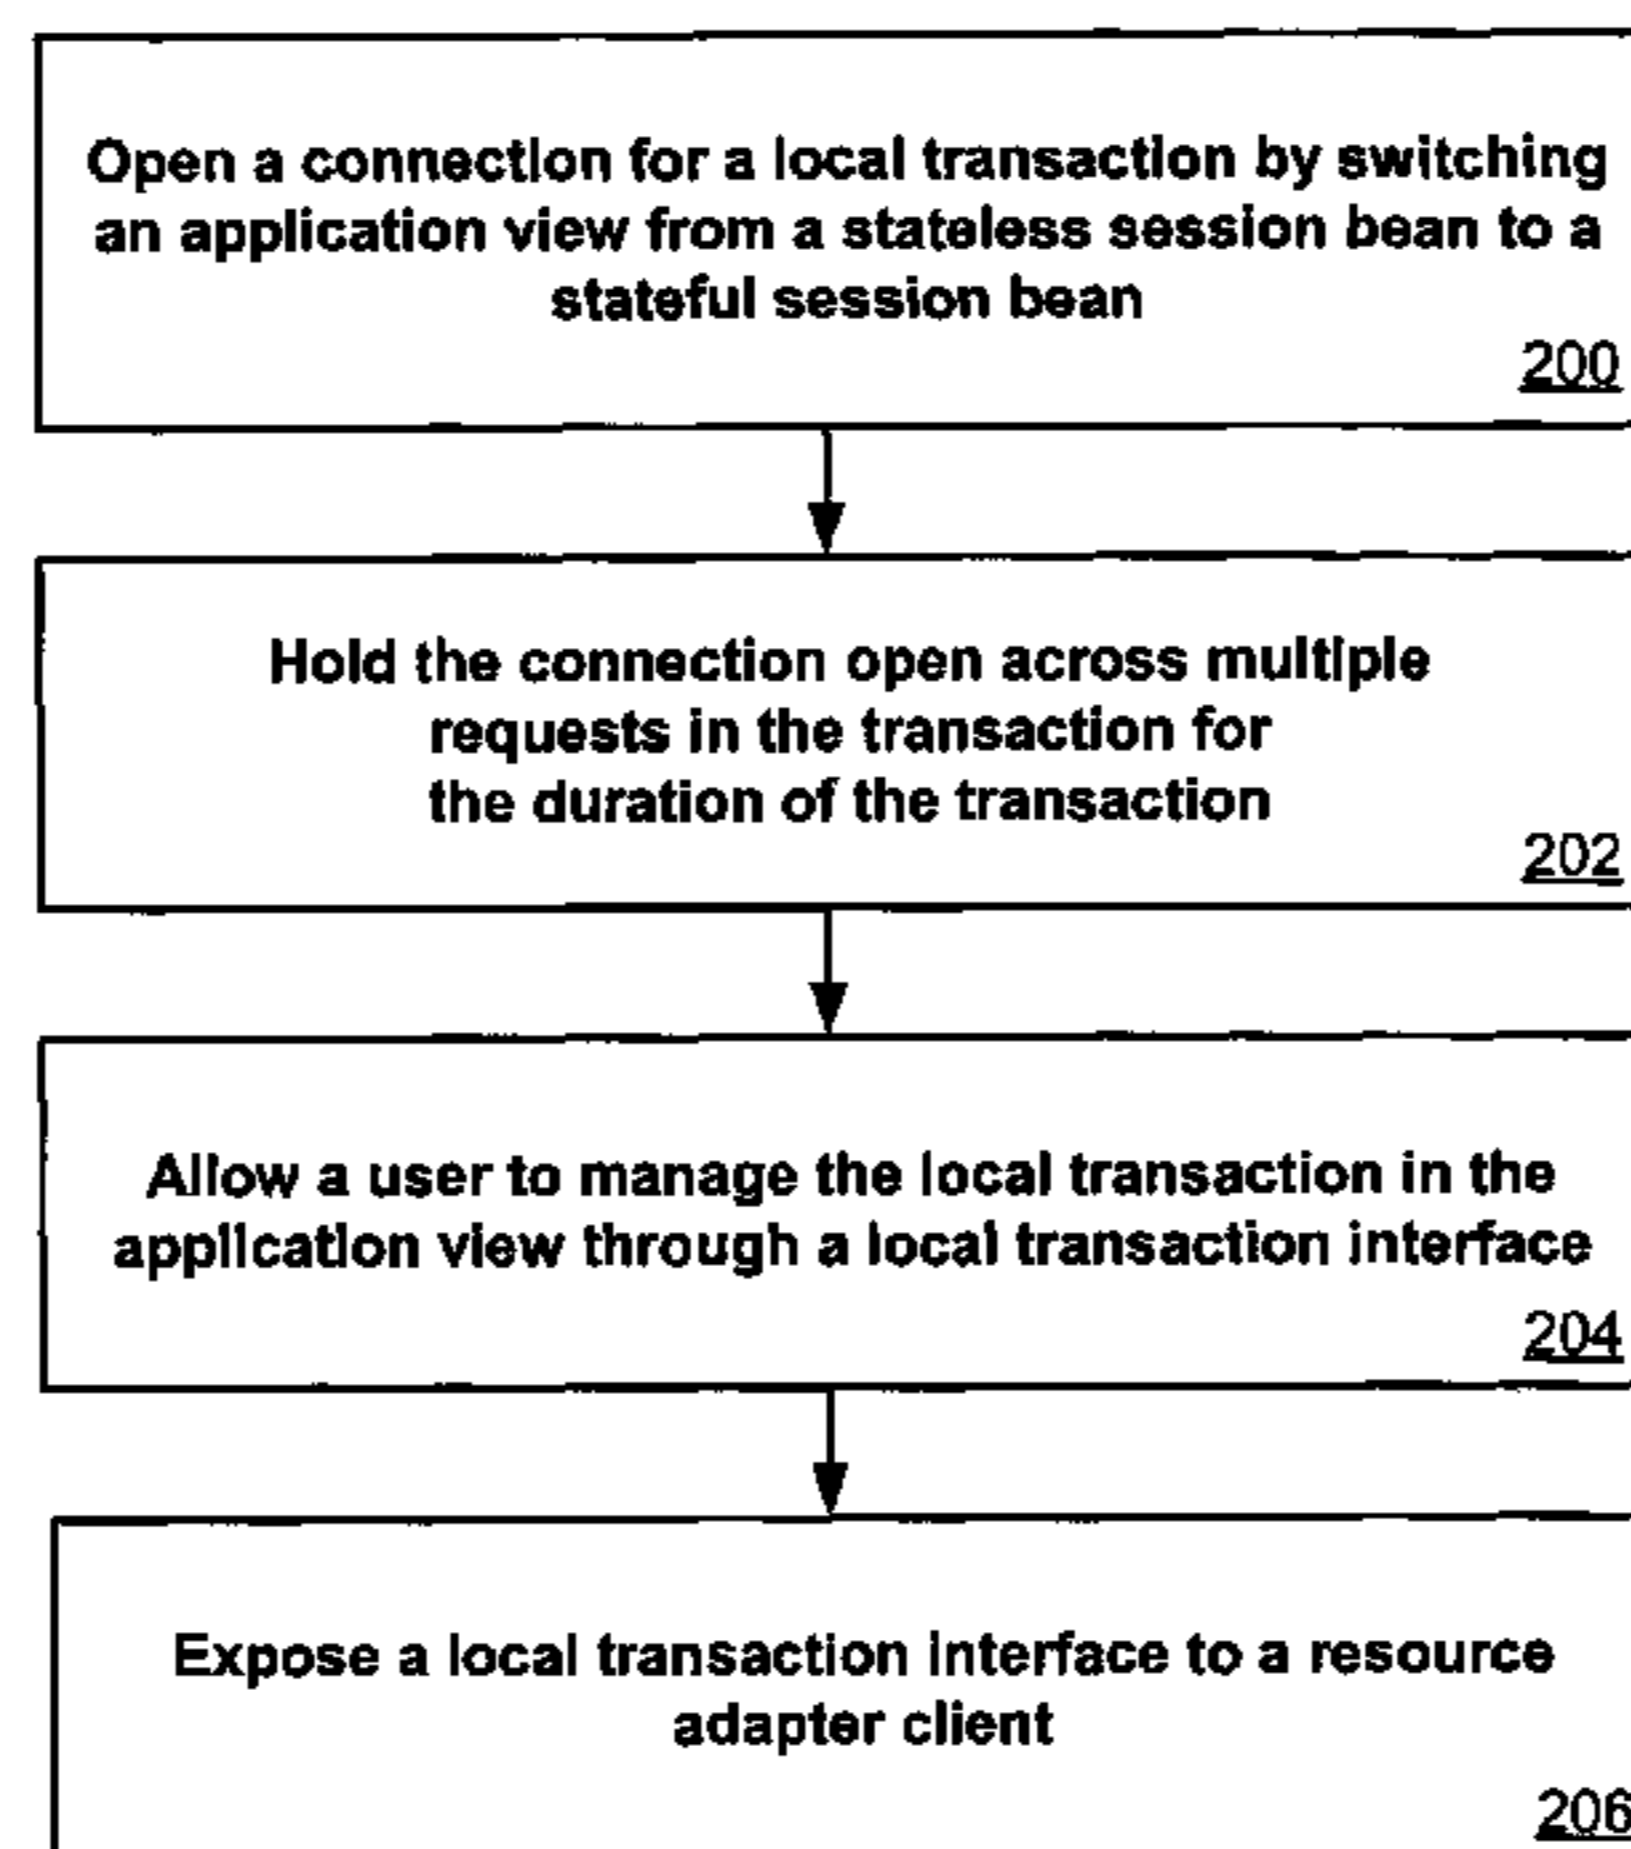 Open a connection for a local transaction by switching
an application view from a stateless session bean to a
stateful session bean
200
Hold the connection open across multiple
requests in the transaction for
the duration of the transaction
202
Allow a user to manage the local transaction in the
application view through a local transaction interface
204
Expose a local transaction interface to a resource
adapter client
206